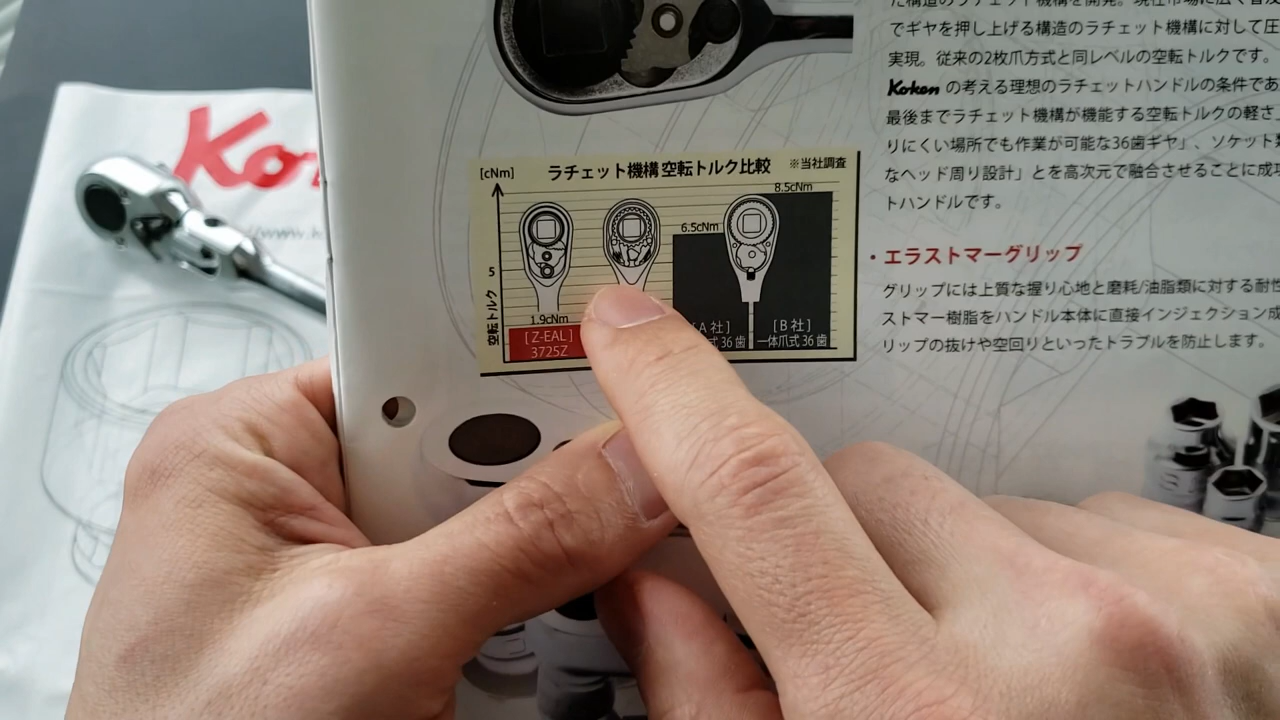 Ko
//www.k
た構造のラチェット機構を開発。現在市場に広く普及
でギヤを押し上げる構造のラチェット機構に対して圧
実現。従来の2枚爪方式と同レベルの空転トルクです。
Koken の考える理想のラチェットハンドルの条件であ
最後までラチェット機構が機能する空転トルクの軽さ
りにくい場所でも作業が可能な36歯ギヤ」、ソケット
なヘッド周り設計」とを高次元で融合させることに成功
トハンドルです。
[cNm]
ラチェット機構 空転トルク比較
※当社調査
8.5cNm
6.5cNm
5
空転トルク
1.9cNm
[Z-EAL]
3725Z
[A 社]
式 36 歯
[B 社]
一体爪式 36 歯
・エラストマーグリップ
グリップには上質な握り心地と磨耗/油脂類に対する耐性
ストマー樹脂をハンドル本体に直接インジェクション成
リップの抜けや空回りといったトラブルを防止します。